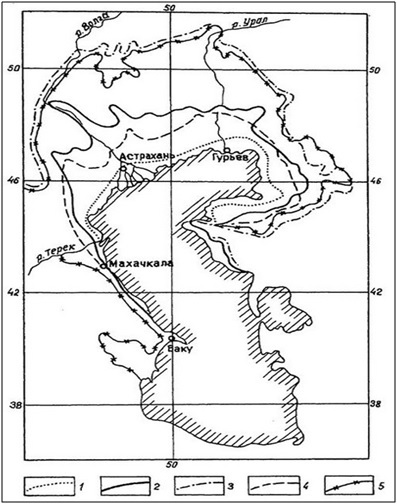 р. Волга
р. Урал
50
50
Астрахань
Гурьев
46
46
р. Терек
Махачкала
42
42
Баку
38
38
50
1
2
3
4
5